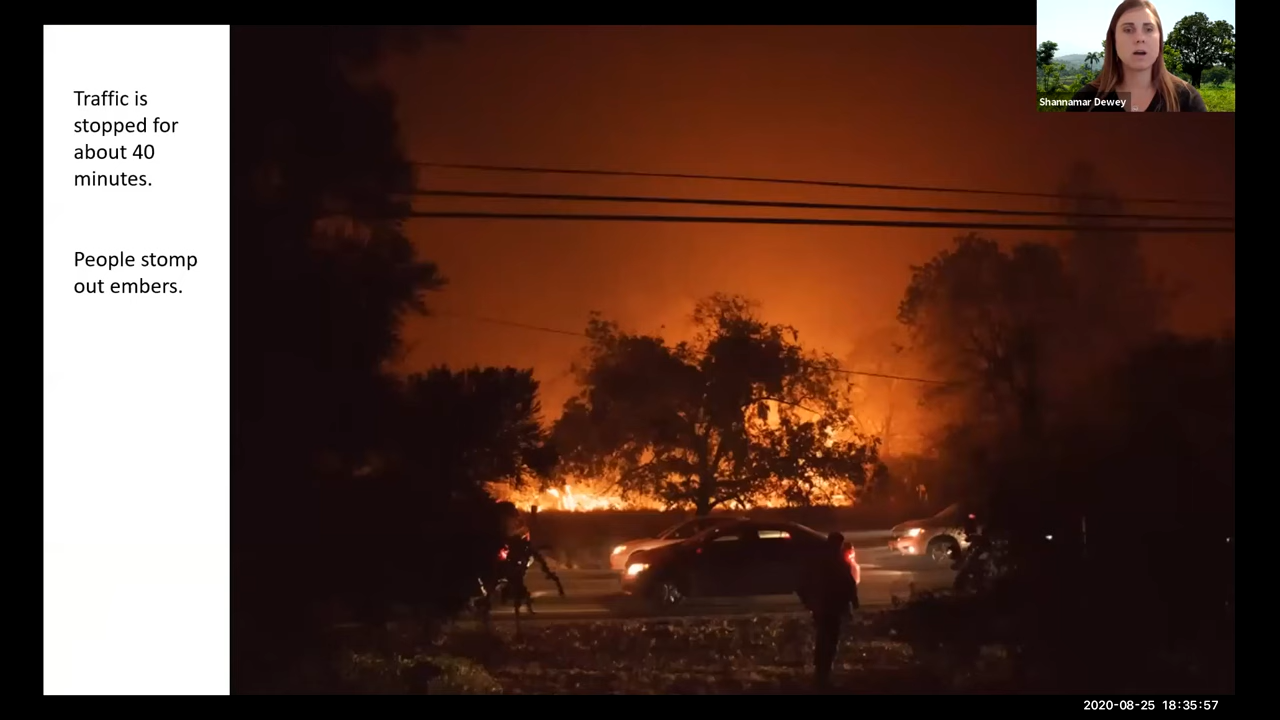 Traffic is
stopped for
about 40
minutes.
People stomp
out embers.
Shannamar Dewey
2020-08-25 18:35:57